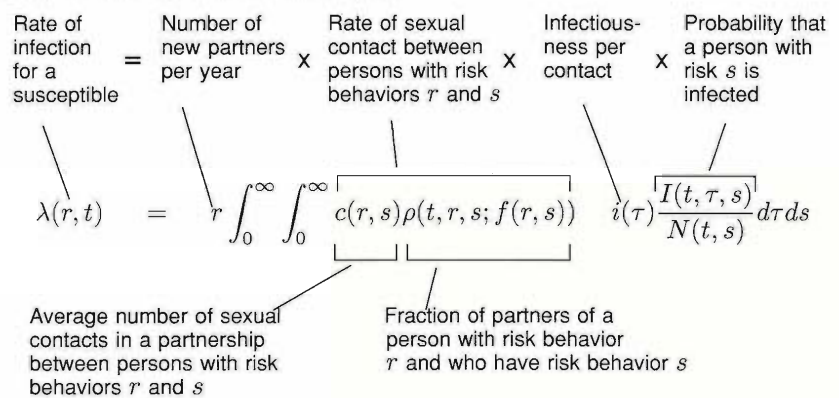 Rate of infection for a susceptible = Number of new partners per year x Rate of sexual contact between persons with risk behaviors r and s x Infectious-ness per contact x Probability that a person with risk s is infected
λ(r, t) = r ∫₀^∞ ∫₀^∞ c(r, s)ρ(t, r, s; f(r, s)) i(τ) I(t, τ, s)/N(t, s) dτds
Average number of sexual
contacts in a partnership
between persons with risk
behaviors r and s
Fraction of partners of a
person with risk behavior
r and who have risk behavior s